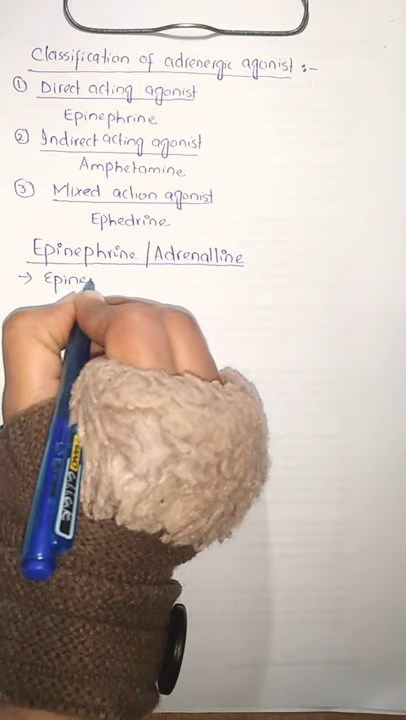 Classification of adrenergic agonist :-
① Direct acting agonist
Epinephrine
② Indirect acting agonist
Amphetamine
③ Mixed action agonist
Ephedrine
Epinephrine/Adrenalline
→ Epine